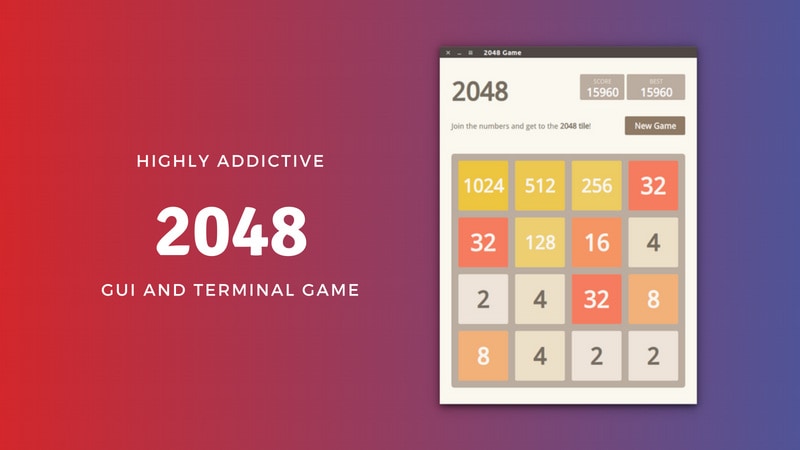 HIGHLY ADDICTIVE
2048
GUI AND TERMINAL GAME
2048 Game
2048
SCORE
15960
BEST
15960
Join the numbers and get to the 2048 tile!
New Game
1024 512 256 32
32 128 16 4
2 4 32 8
8 4 2 2